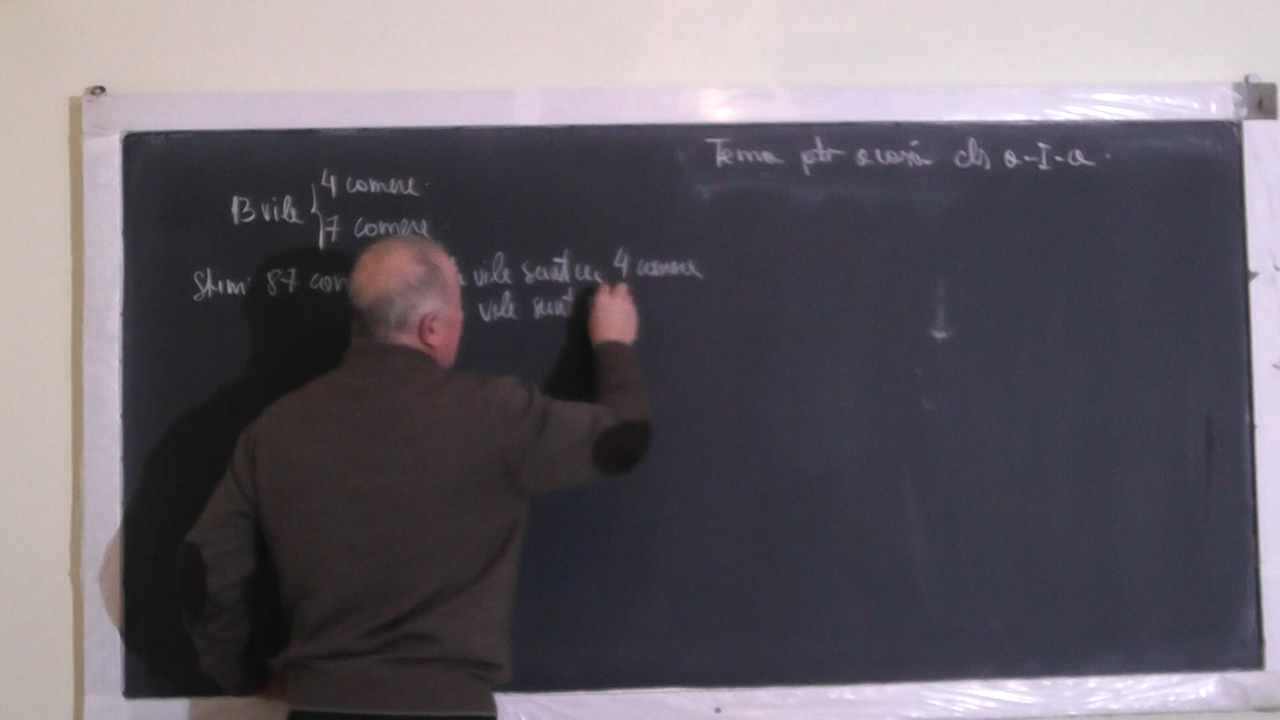 Tema ptr acasă cls a-I-a.
13 vile { 4 camere.
7 camere.
Știm 87 cam vile sunt cu 4 camere
vile sunt